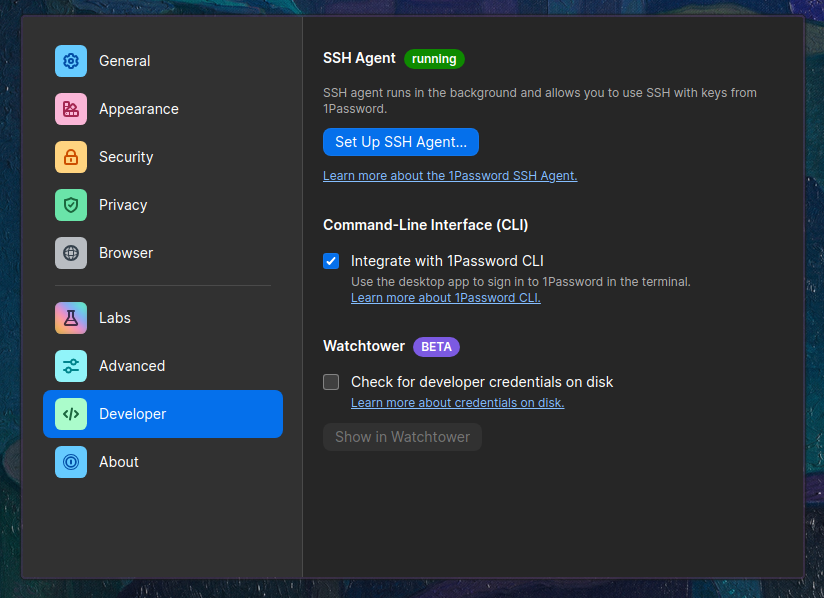 General
Appearance
Security
Privacy
Browser
Labs
Advanced
Developer
About
SSH Agent running
SSH agent runs in the background and allows you to use SSH with keys from
1Password.
Set Up SSH Agent...
Learn more about the 1Password SSH Agent.
Command-Line Interface (CLI)
Integrate with 1Password CLI
Use the desktop app to sign in to 1Password in the terminal.
Learn more about 1Password CLI.
Watchtower BETA
Check for developer credentials on disk
Learn more about credentials on disk.
Show in Watchtower